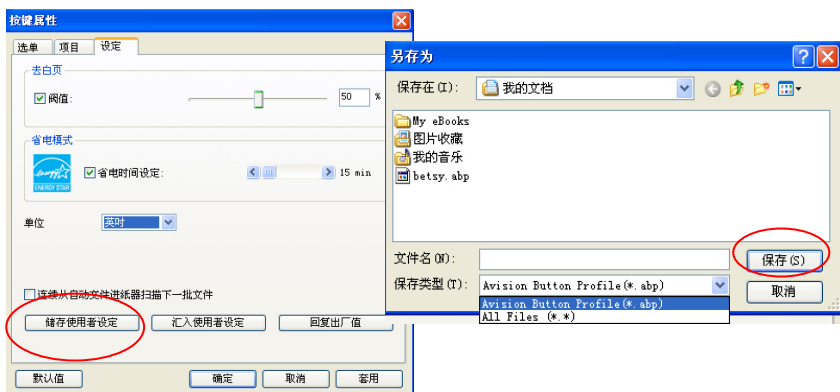 按键属性
选单 项目 设定
去白页
阀值: 50 %
省电模式
ENERGY STAR
省电时间设定: 15 min
单位 英吋
连续从自动文件进纸器扫描下一批文件
储存使用者设定 汇入使用者设定 回复出厂值
默认值 确定 取消 套用
另存为
保存在(I): 我的文档
My eBooks
图片收藏
我的音乐
betsy.abp
文件名(N): 保存(S)
保存类型(T): Avision Button Profile(*.abp) 取消
Avision Button Profile(*.abp)
All Files (*.*)